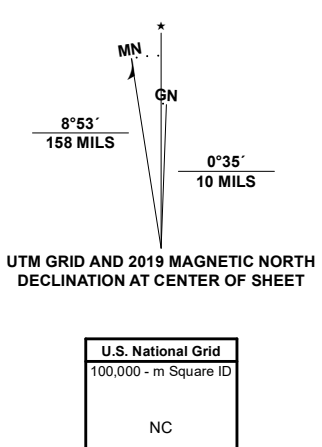 ★
MN
GN
8°53´
158 MILS
0°35´
10 MILS
UTM GRID AND 2019 MAGNETIC NORTH
DECLINATION AT CENTER OF SHEET
U.S. National Grid
100,000 - m Square ID
NC